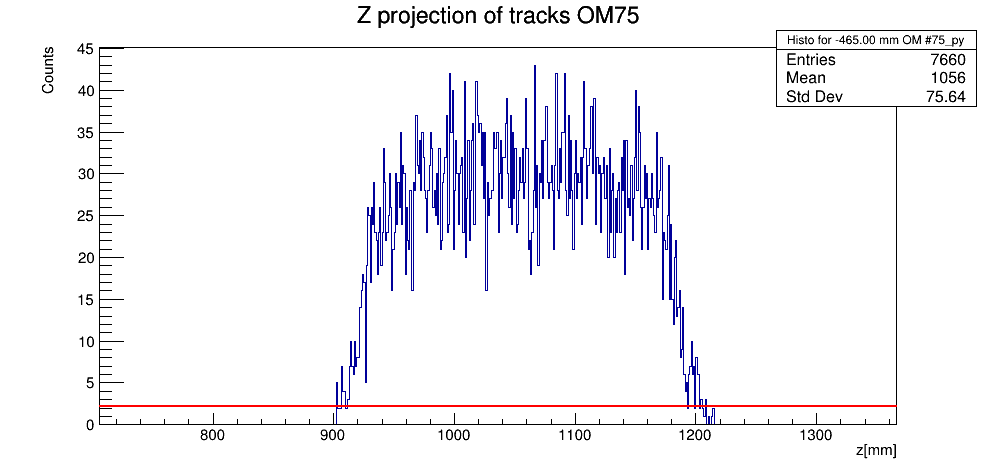 Z projection of tracks OM75
Histo for -465.00 mm OM #75_py
Entries 7660
Mean 1056
Std Dev 75.64
Counts
45
40
35
30
25
20
15
10
5
0
800 900 1000 1100 1200 1300
z[mm]